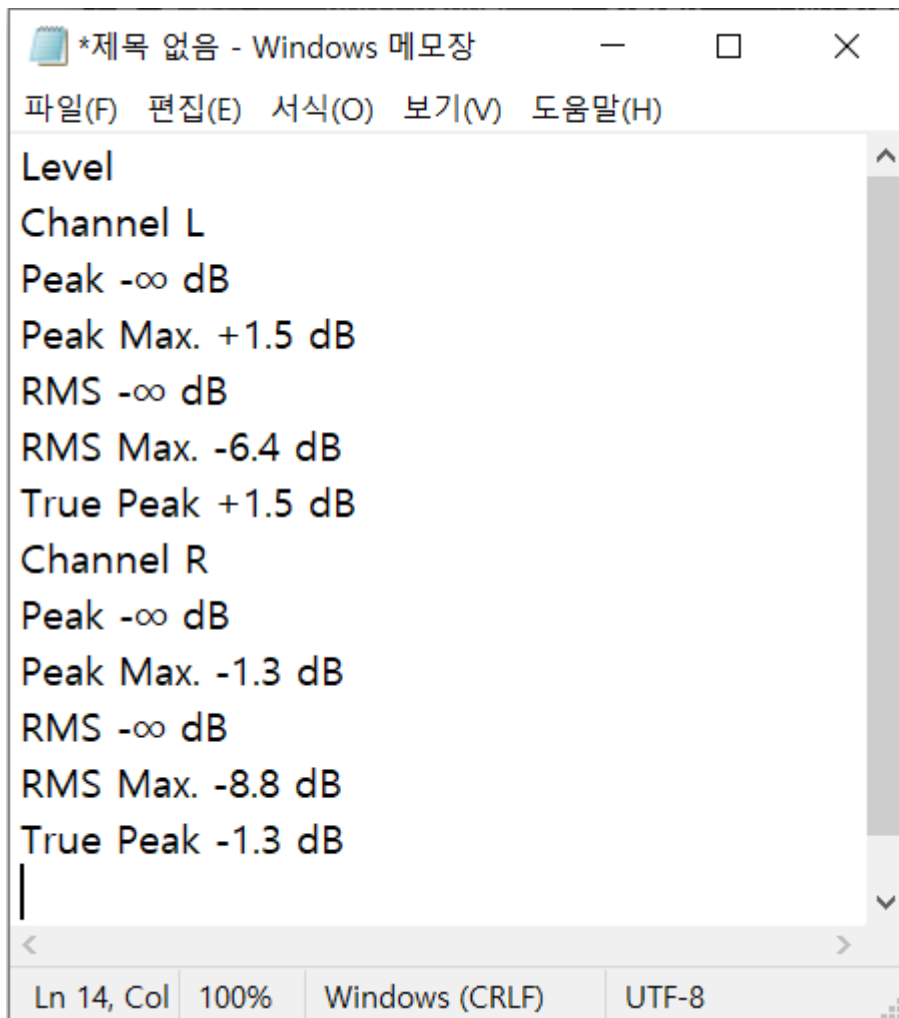 *제목 없음 - Windows 메모장
파일(F) 편집(E) 서식(O) 보기(V) 도움말(H)
Level
Channel L
Peak -∞ dB
Peak Max. +1.5 dB
RMS -∞ dB
RMS Max. -6.4 dB
True Peak +1.5 dB
Channel R
Peak -∞ dB
Peak Max. -1.3 dB
RMS -∞ dB
RMS Max. -8.8 dB
True Peak -1.3 dB
Ln 14, Col 100% Windows (CRLF) UTF-8